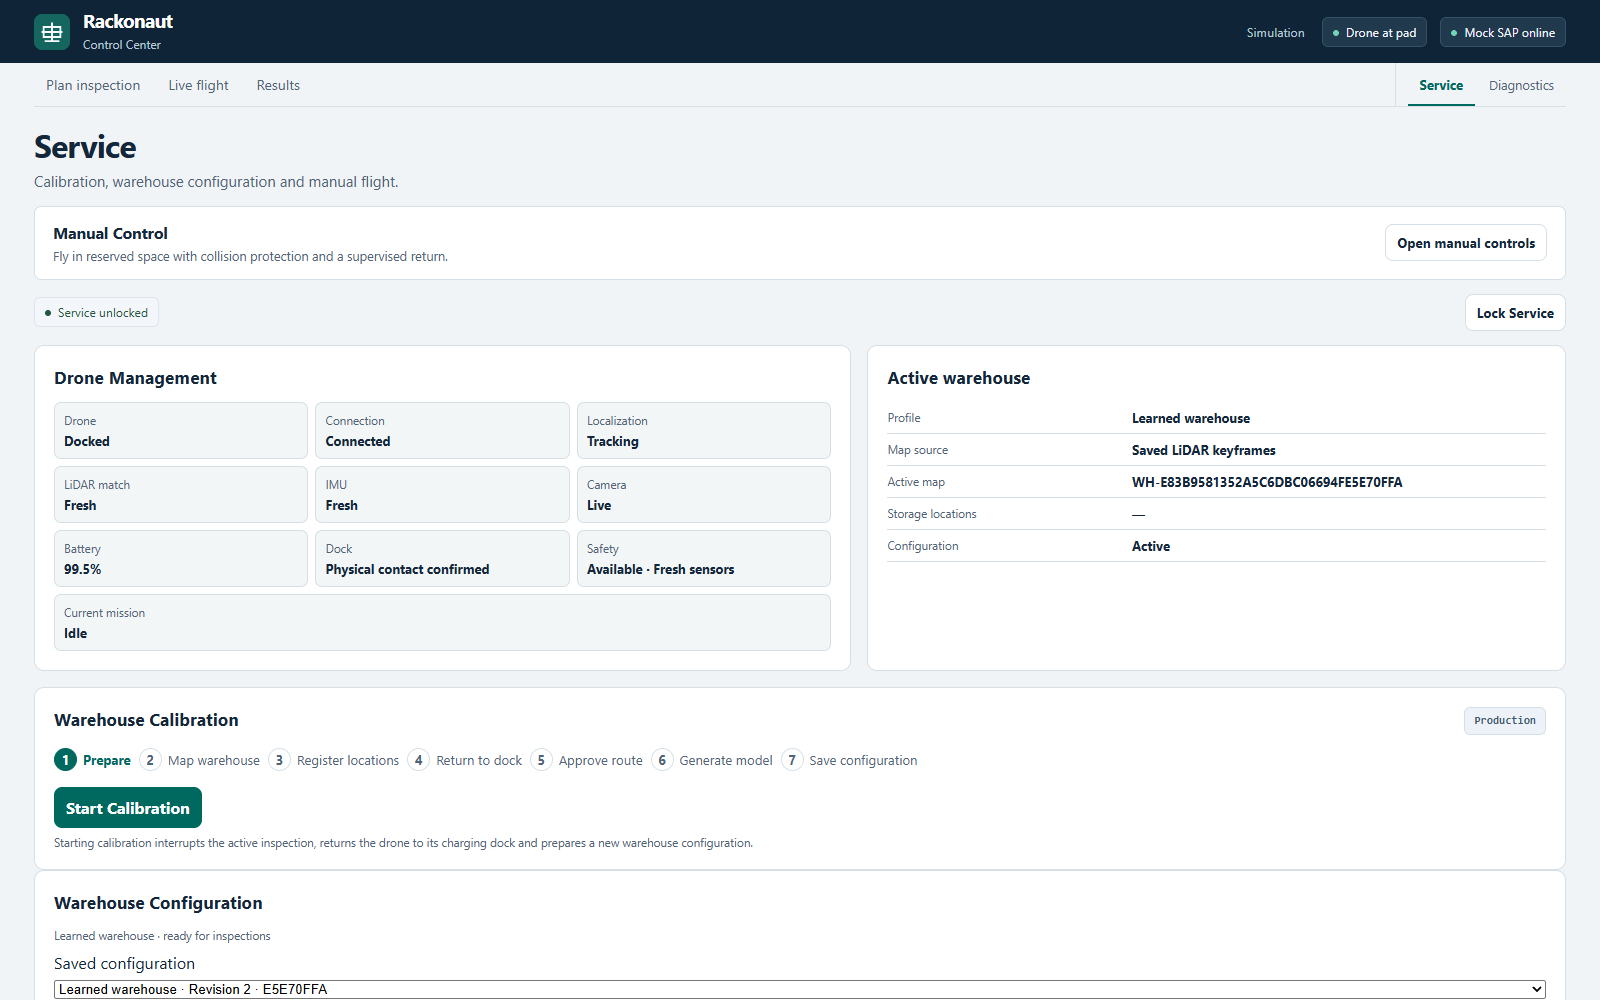 Rackonaut
Control Center
Simulation
Drone at pad
Mock SAP online
Plan inspection
Live flight
Results
Service
Diagnostics
Service
Calibration, warehouse configuration and manual flight.
Manual Control
Fly in reserved space with collision protection and a supervised return.
Open manual controls
Service unlocked
Lock Service
Drone Management
Drone
Docked
Connection
Connected
Localization
Tracking
LiDAR match
Fresh
IMU
Fresh
Camera
Live
Battery
99.5%
Dock
Physical contact confirmed
Safety
Available · Fresh sensors
Current mission
Idle
Active warehouse
Profile
Learned warehouse
Map source
Saved LiDAR keyframes
Active map
WH-E83B9581352A5C6DBC06694FE5E70FFA
Storage locations
—
Configuration
Active
Warehouse Calibration
Production
1 Prepare
2 Map warehouse
3 Register locations
4 Return to dock
5 Approve route
6 Generate model
7 Save configuration
Start Calibration
Starting calibration interrupts the active inspection, returns the drone to its charging dock and prepares a new warehouse configuration.
Warehouse Configuration
Learned warehouse · ready for inspections
Saved configuration
Learned warehouse · Revision 2 · E5E70FFA